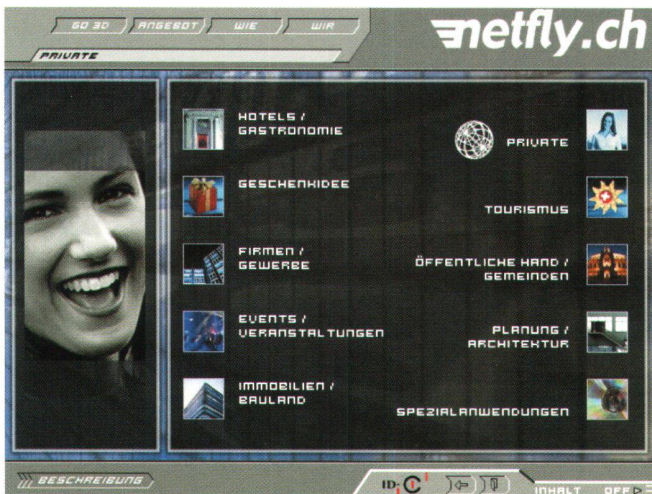 GO 3D
ANGEBOT
WIE
WIR
netfly.ch
PRIVATE
HOTELS /
GASTRONOMIE
PRIVATE
GESCHENKIDEE
TOURISMUS
FIRMEN /
GEWERBE
ÖFFENTLICHE HAND /
GEMEINDEN
EVENTS /
VERANSTALTUNGEN
PLANUNG /
ARCHITEKTUR
IMMOBILIEN /
BAULAND
SPEZIALANWENDUNGEN
BESCHREIBUNG
ID-C
INHALT OFF